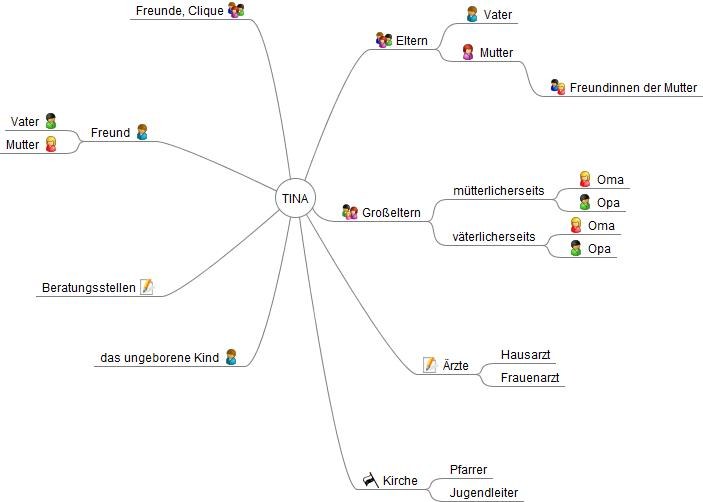 Freunde, Clique
Vater
Eltern
Mutter
Freundinnen der Mutter
Vater
Freund
Mutter
TINA
Großeltern
mütterlicherseits
Oma
Opa
väterlicherseits
Oma
Opa
Beratungsstellen
das ungeborene Kind
Ärzte
Hausarzt
Frauenarzt
Kirche
Pfarrer
Jugendleiter